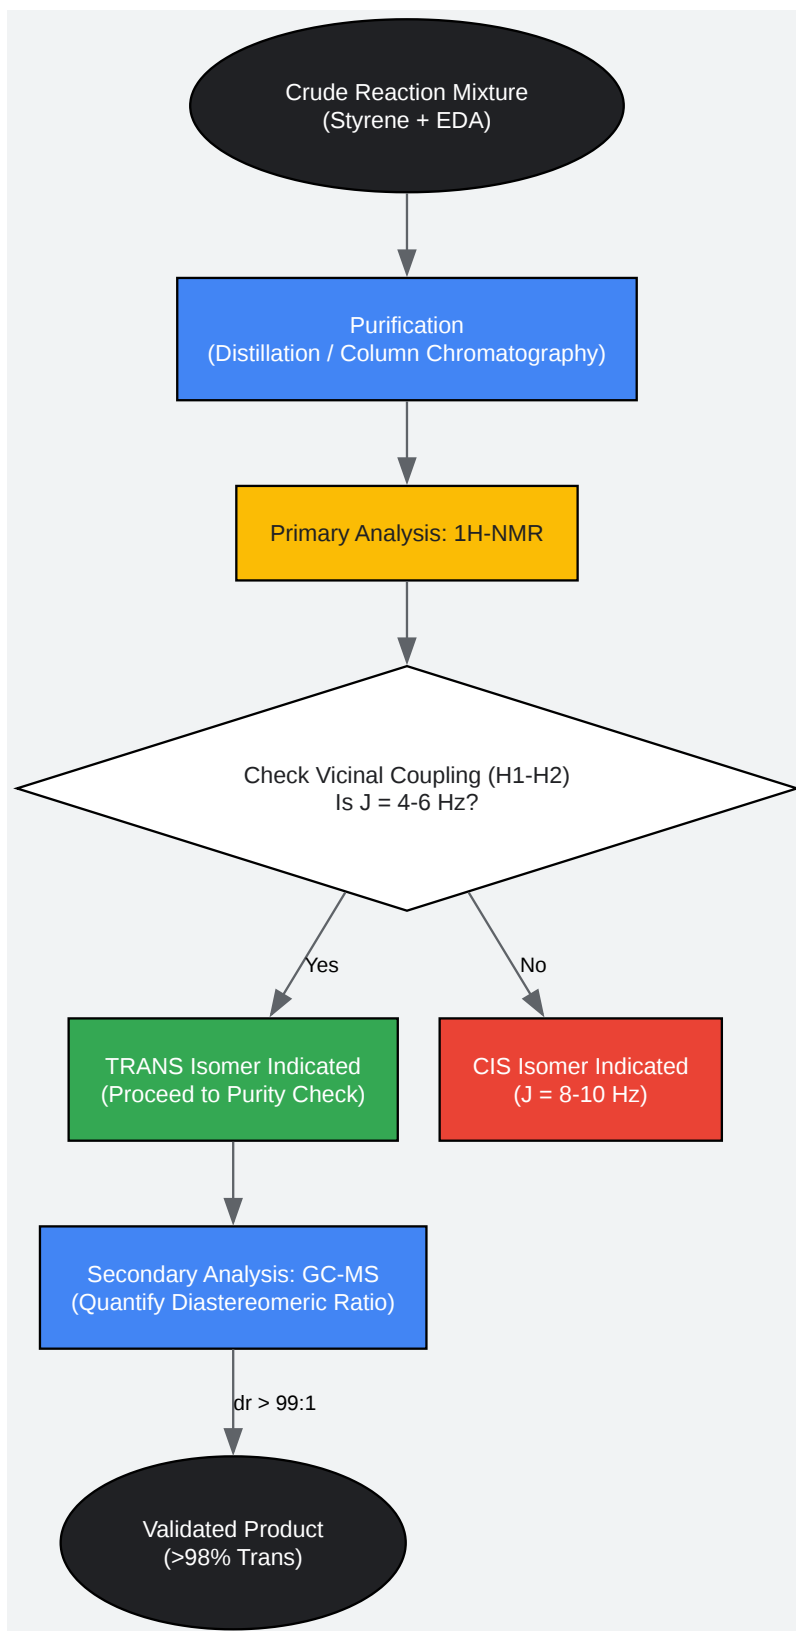 Crude Reaction Mixture
(Styrene + EDA)
Purification
(Distillation / Column Chromatography)
Primary Analysis: 1H-NMR
Check Vicinal Coupling (H1-H2)
Is J = 4-6 Hz?
Yes
No
TRANS Isomer Indicated
(Proceed to Purity Check)
CIS Isomer Indicated
(J = 8-10 Hz)
Secondary Analysis: GC-MS
(Quantify Diastereomeric Ratio)
dr > 99:1
Validated Product
(>98% Trans)